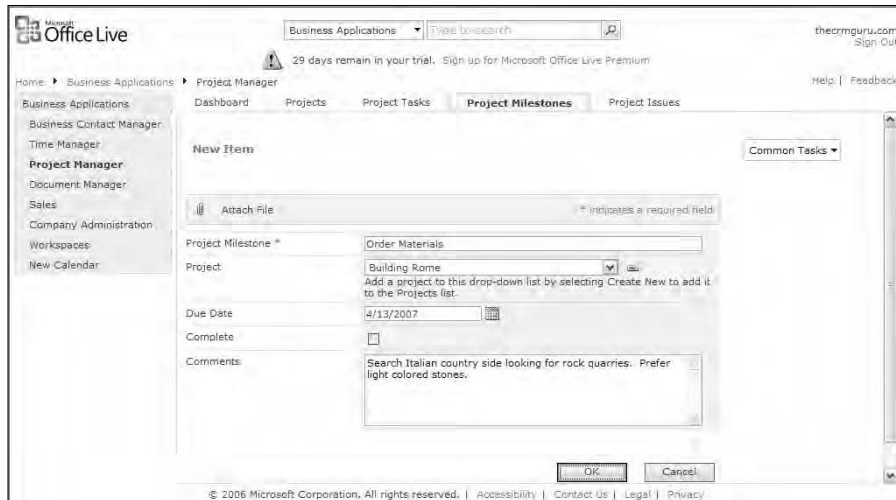 Microsoft
Office Live
Business Applications
Type to search
thecrmguru.com
Sign Out
29 days remain in your trial. Sign up for Microsoft Office Live Premium
Home Business Applications Project Manager
Help | Feedback
Business Applications
Business Contact Manager
Time Manager
Project Manager
Document Manager
Sales
Company Administration
Workspaces
New Calendar
Dashboard Projects Project Tasks Project Milestones Project Issues
New Item
Common Tasks
Attach File
* indicates a required field
Project Milestone *
Order Materials
Project
Building Rome
Add a project to this drop-down list by selecting Create New to add it
to the Projects list.
Due Date
4/13/2007
Complete
Comments
Search Italian country side looking for rock quarries. Prefer
light colored stones.
OK Cancel
© 2006 Microsoft Corporation. All rights reserved. | Accessibility | Contact Us | Legal | Privacy